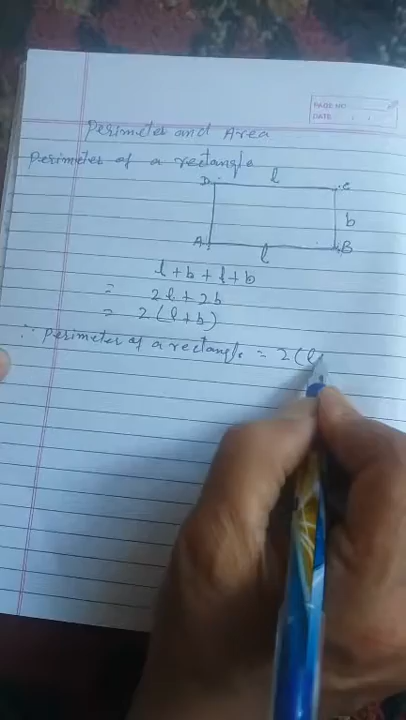 PAGE NO
DATE
Perimeter and Area
Perimeter of a rectangle
l
D
C
b
A
B
l
l + b + l + b
= 2l + 2b
= 2(l + b)
∵ perimeter of a rectangle = 2(l